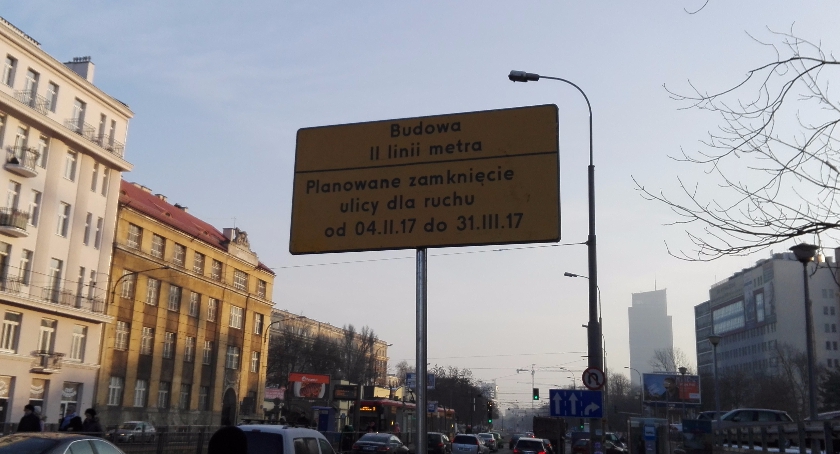 Budowa
II linii metra
Planowane zamknięcie
ulicy dla ruchu
od 04.II.17 do 31.III.17